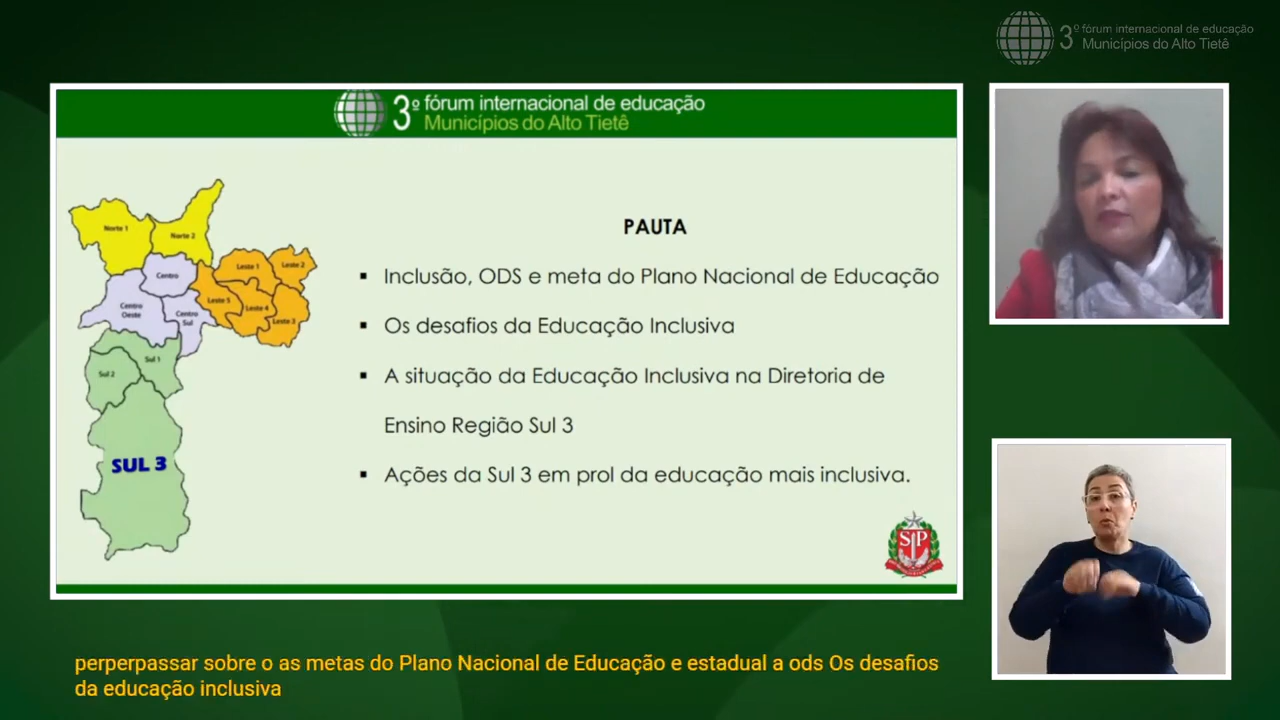 3º fórum internacional de educação
Municípios do Alto Tietê
3º fórum internacional de educação
Municípios do Alto Tietê
Norte 1
Norte 2
Centro
Leste 1
Leste 2
Centro
Oeste
Centro
Sul
Leste 5
Leste 4
Leste 3
Sul 1
Sul 2
SUL 3
PAUTA
▪ Inclusão, ODS e meta do Plano Nacional de Educação
▪ Os desafios da Educação Inclusiva
▪ A situação da Educação Inclusiva na Diretoria de
Ensino Região Sul 3
▪ Ações da Sul 3 em prol da educação mais inclusiva.
SP
perperpassar sobre o as metas do Plano Nacional de Educação e estadual a ods Os desafios
da educação inclusiva